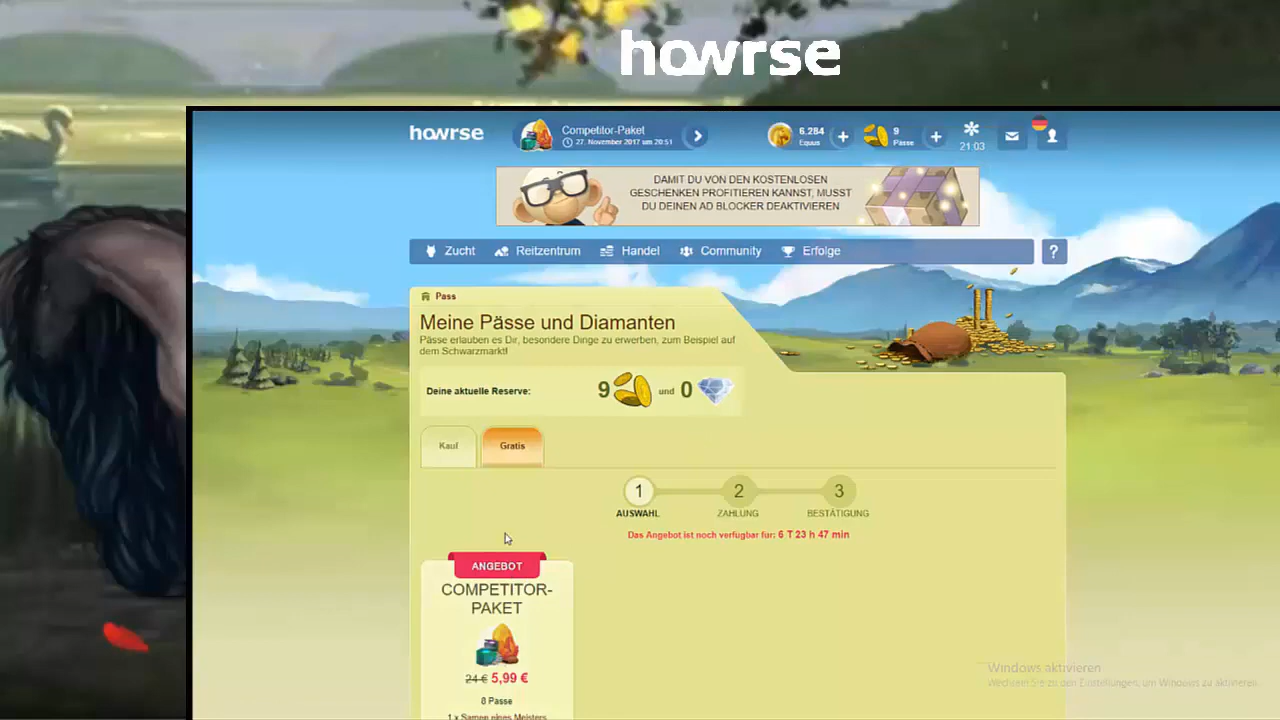 howrse
howrse
Competitor-Paket
27. November 2017 um 20:51
6.284
Equus
9
Pässe
21:03
DAMIT DU VON DEN KOSTENLOSEN
GESCHENKEN PROFITIEREN KANNST, MUSST
DU DEINEN AD BLOCKER DEAKTIVIEREN
Zucht
Reitzentrum
Handel
Community
Erfolge
?
Pass
Meine Pässe und Diamanten
Pässe erlauben es Dir, besondere Dinge zu erwerben, zum Beispiel auf
dem Schwarzmarkt!
Deine aktuelle Reserve:
9 und 0
Kauf
Gratis
1 2 3
AUSWAHL ZAHLUNG BESTÄTIGUNG
Das Angebot ist noch verfügbar für: 6 T 23 h 47 min
ANGEBOT
COMPETITOR-
PAKET
24 € 5,99 €
0 Pässe
1 x Samen eines Meisters
Windows aktivieren
Wechseln Sie zu den Einstellungen, um Windows zu aktivieren.